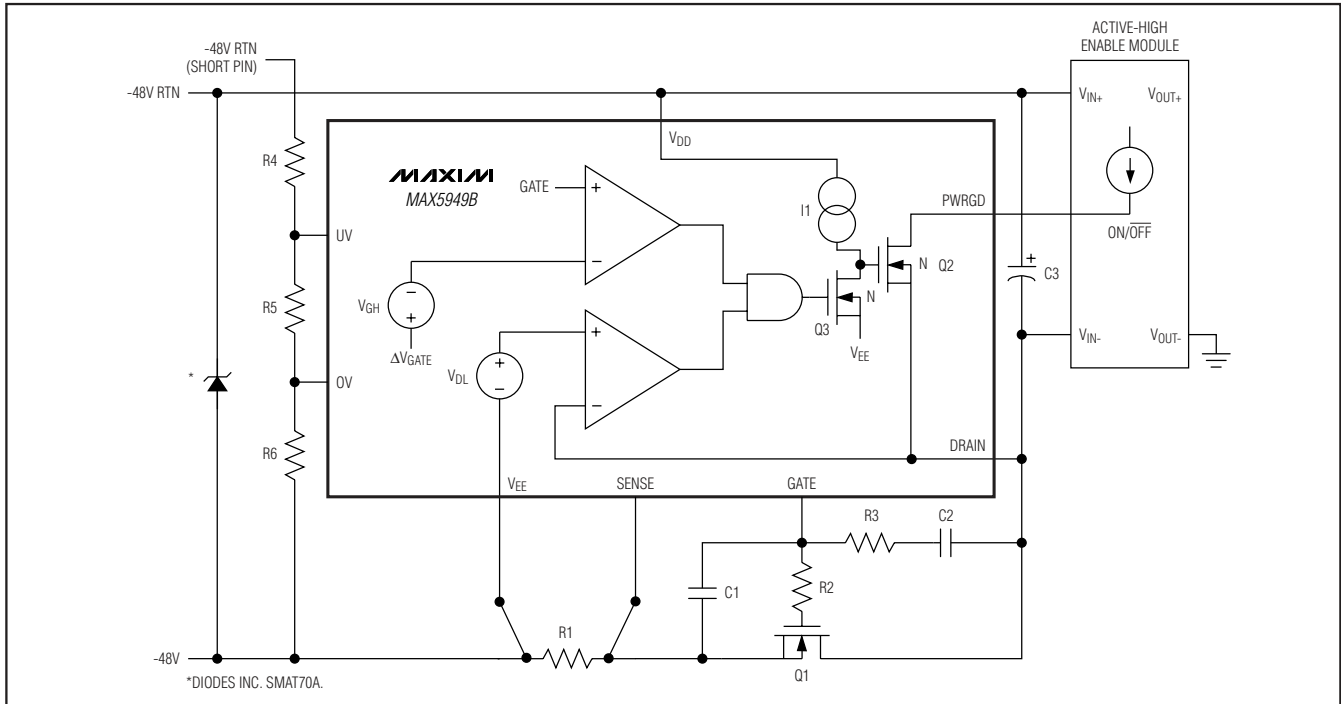 -48V RTN
(SHORT PIN)
-48V RTN
ACTIVE-HIGH
ENABLE MODULE
VIN+
VOUT+
VDD
R4
MAXIM
MAX5949B
GATE
+
−
I1
PWRGD
ON/OFF
UV
N
Q2
+
C3
R5
VGH
−
+
ΔVGATE
N
Q3
VEE
VIN-
VOUT-
*
OV
VDL
+
−
+
−
R6
DRAIN
VEE
SENSE
GATE
R3
C2
C1
R2
R1
-48V
Q1
*DIODES INC. SMAT70A.